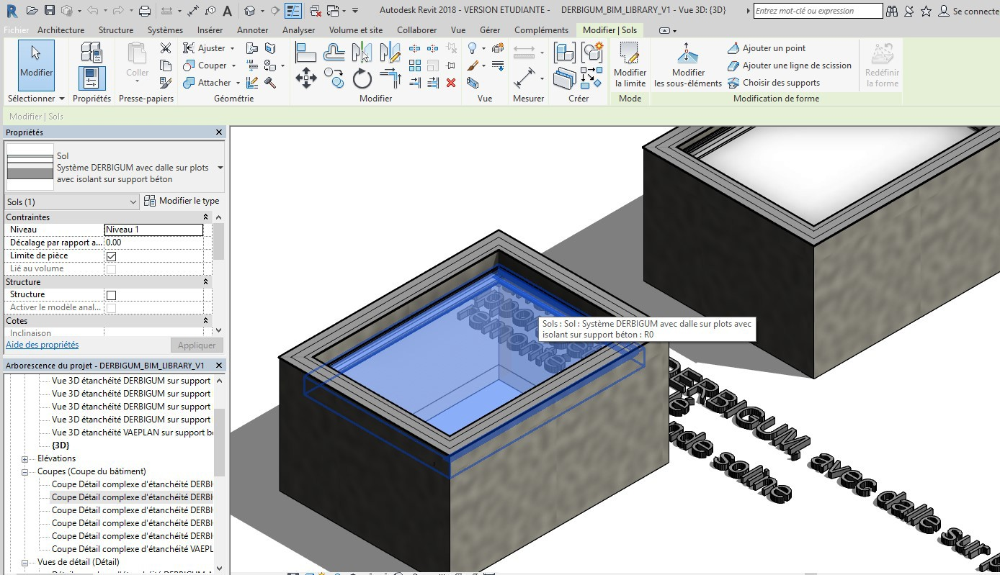 Autodesk Revit 2018 - VERSION ETUDIANTE - DERBIGUM_BIM_LIBRARY_V1 - Vue 3D: {3D}
Entrez mot-clé ou expression
Se connecte
Fichier Architecture Structure Systèmes Insérer Annoter Analyser Volume et site Collaborer Vue Gérer Compléments Modifier | Sols
Modifier
Coller
Ajuster
Couper
Attacher
Modifier
la limite
Modifier
les sous-éléments
Ajouter un point
Ajouter une ligne de scission
Choisir des supports
Redéfinir
la forme
Sélectionner Propriétés Presse-papiers Géométrie Modifier Vue Mesurer Créer Mode Modification de forme
Modifier | Sols
Propriétés
Sol
Système DERBIGUM avec dalle sur plots
avec isolant sur support béton
Sols (1) Modifier le type
Contraintes
Niveau Niveau 1
Décalage par rapport a... 0.00
Limite de pièce
Lié au volume
Structure
Structure
Activer le modèle anal...
Cotes
Inclinaison
Aide des propriétés Appliquer
Arborescence du projet - DERBIGUM_BIM_LIBRARY_V1
Vue 3D étanchéité DERBIGUM sur support
Vue 3D étanchéité DERBIGUM sur support
Vue 3D étanchéité DERBIGUM sur support
Vue 3D étanchéité DERBIGUM sur support
Vue 3D étanchéité VAEPLAN sur support b
{3D}
Elévations
Coupes (Coupe du bâtiment)
Coupe Détail complexe d'étanchéité DERBI
Coupe Détail complexe d'étanchéité DERBI
Coupe Détail complexe d'étanchéité DERBI
Coupe Détail complexe d'étanchéité DERBI
Coupe Détail complexe d'étanchéité DERBI
Coupe Détail complexe d'étanchéité VAEPL
Vues de détail (Détail)
Sols : Sol : Système DERBIGUM avec dalle sur plots avec
isolant sur support béton : R0
DERBIGUM, avec dalle sur
nde soline